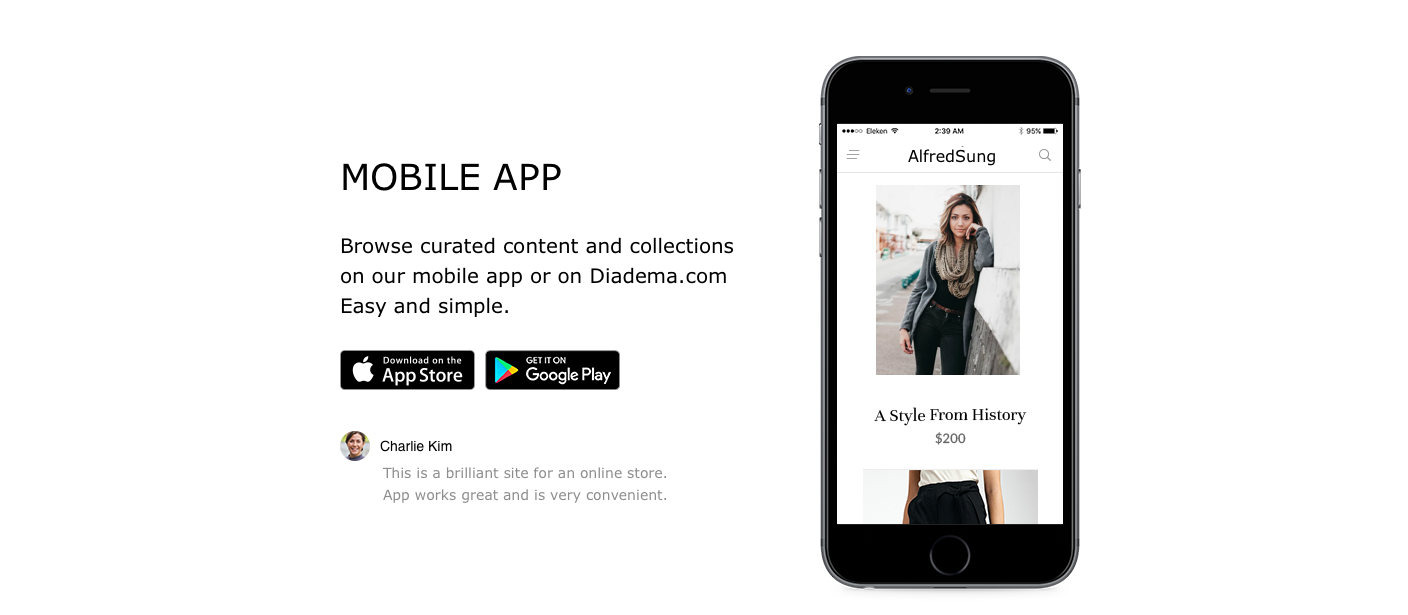 MOBILE APP
Browse curated content and collections
on our mobile app or on Diadema.com
Easy and simple.
Download on the
App Store
GET IT ON
Google Play
Charlie Kim
This is a brilliant site for an online store.
App works great and is very convenient.
Eleken 2:39 AM 95%
AlfredSung
A Style From History
$200